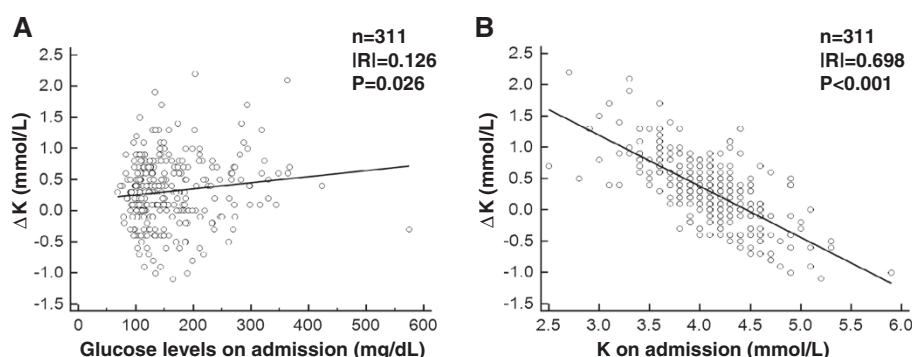 A
n=311
|R|=0.126
P=0.026
2.5
2.0
1.5
1.0
0.5
0.0
-0.5
-1.0
-1.5
Δ K (mmol/L)
0 100 200 300 400 500 600
Glucose levels on admission (mg/dL)
B
n=311
|R|=0.698
P<0.001
2.5
2.0
1.5
1.0
0.5
0.0
-0.5
-1.0
-1.5
Δ K (mmol/L)
2.5 3.0 3.5 4.0 4.5 5.0 5.5 6.0
K on admission (mmol/L)